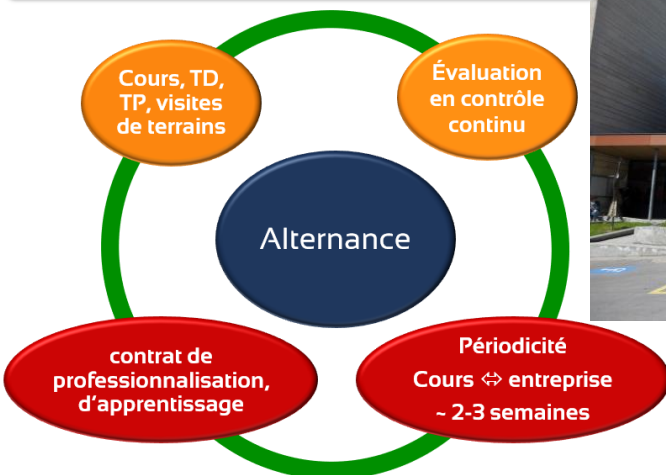 Cours, TD,
TP, visites
de terrains
Évaluation
en contrôle
continu
Alternance
contrat de
professionnalisation,
d'apprentissage
Périodicité
Cours ⇔ entreprise
~ 2-3 semaines